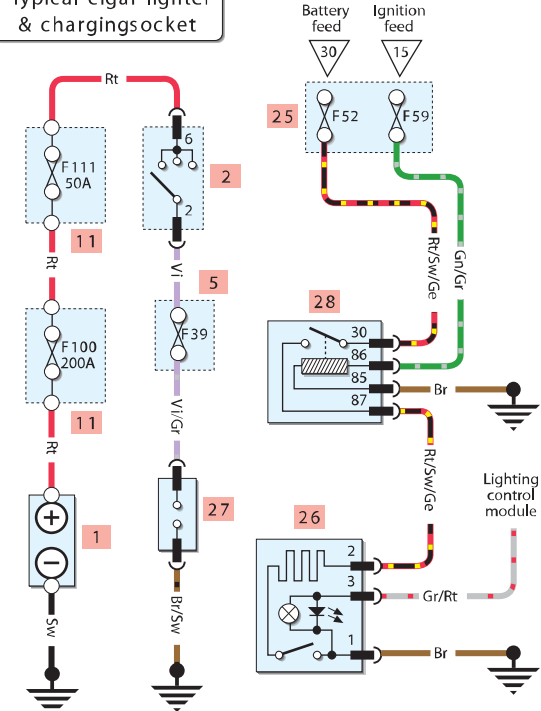 Typical cigar lighter
& chargingsocket
Battery
feed
Ignition
feed
30
15
Rt
25
F52
F59
6
F111
50A
2
2
11
Rt
Vi
Rt/Sw/Ge
Gn/Gr
5
28
F39
30
F100
200A
86
85
Br
87
11
Vi/Gr
Rt
Rt/Sw/Ge
Lighting
control
module
27
26
1
2
3
Gr/Rt
Sw
Br/Sw
1
Br